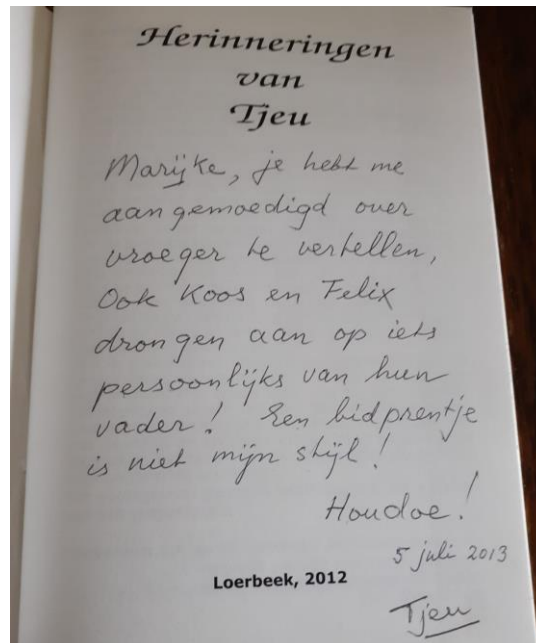 Herinneringen
van
Tjeu
Marijke, je hebt me
aangemoedigd over
vroeger te vertellen,
Ook Koos en Felix
drongen aan op iets
persoonlijks van hun
vader! Een bidprentje
is niet mijn stijl!
Houdoe!
5 juli 2013
Loerbeek, 2012
Tjeu